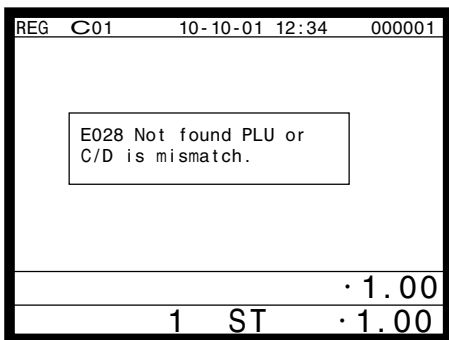 REG C01 10-10-01 12:34 000001
E028 Not found PLU or
C/D is mismatch.
·1.00
1 ST ·1.00